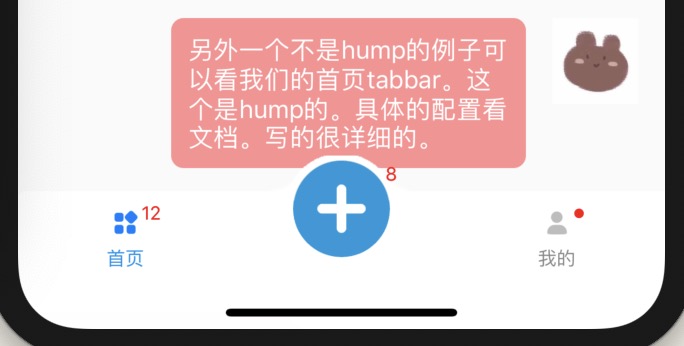 另外一个不是hump的例子可
以看我们的首页tabbar。这
个是hump的。具体的配置看
文档。写的很详细的。
8
12
首页
我的